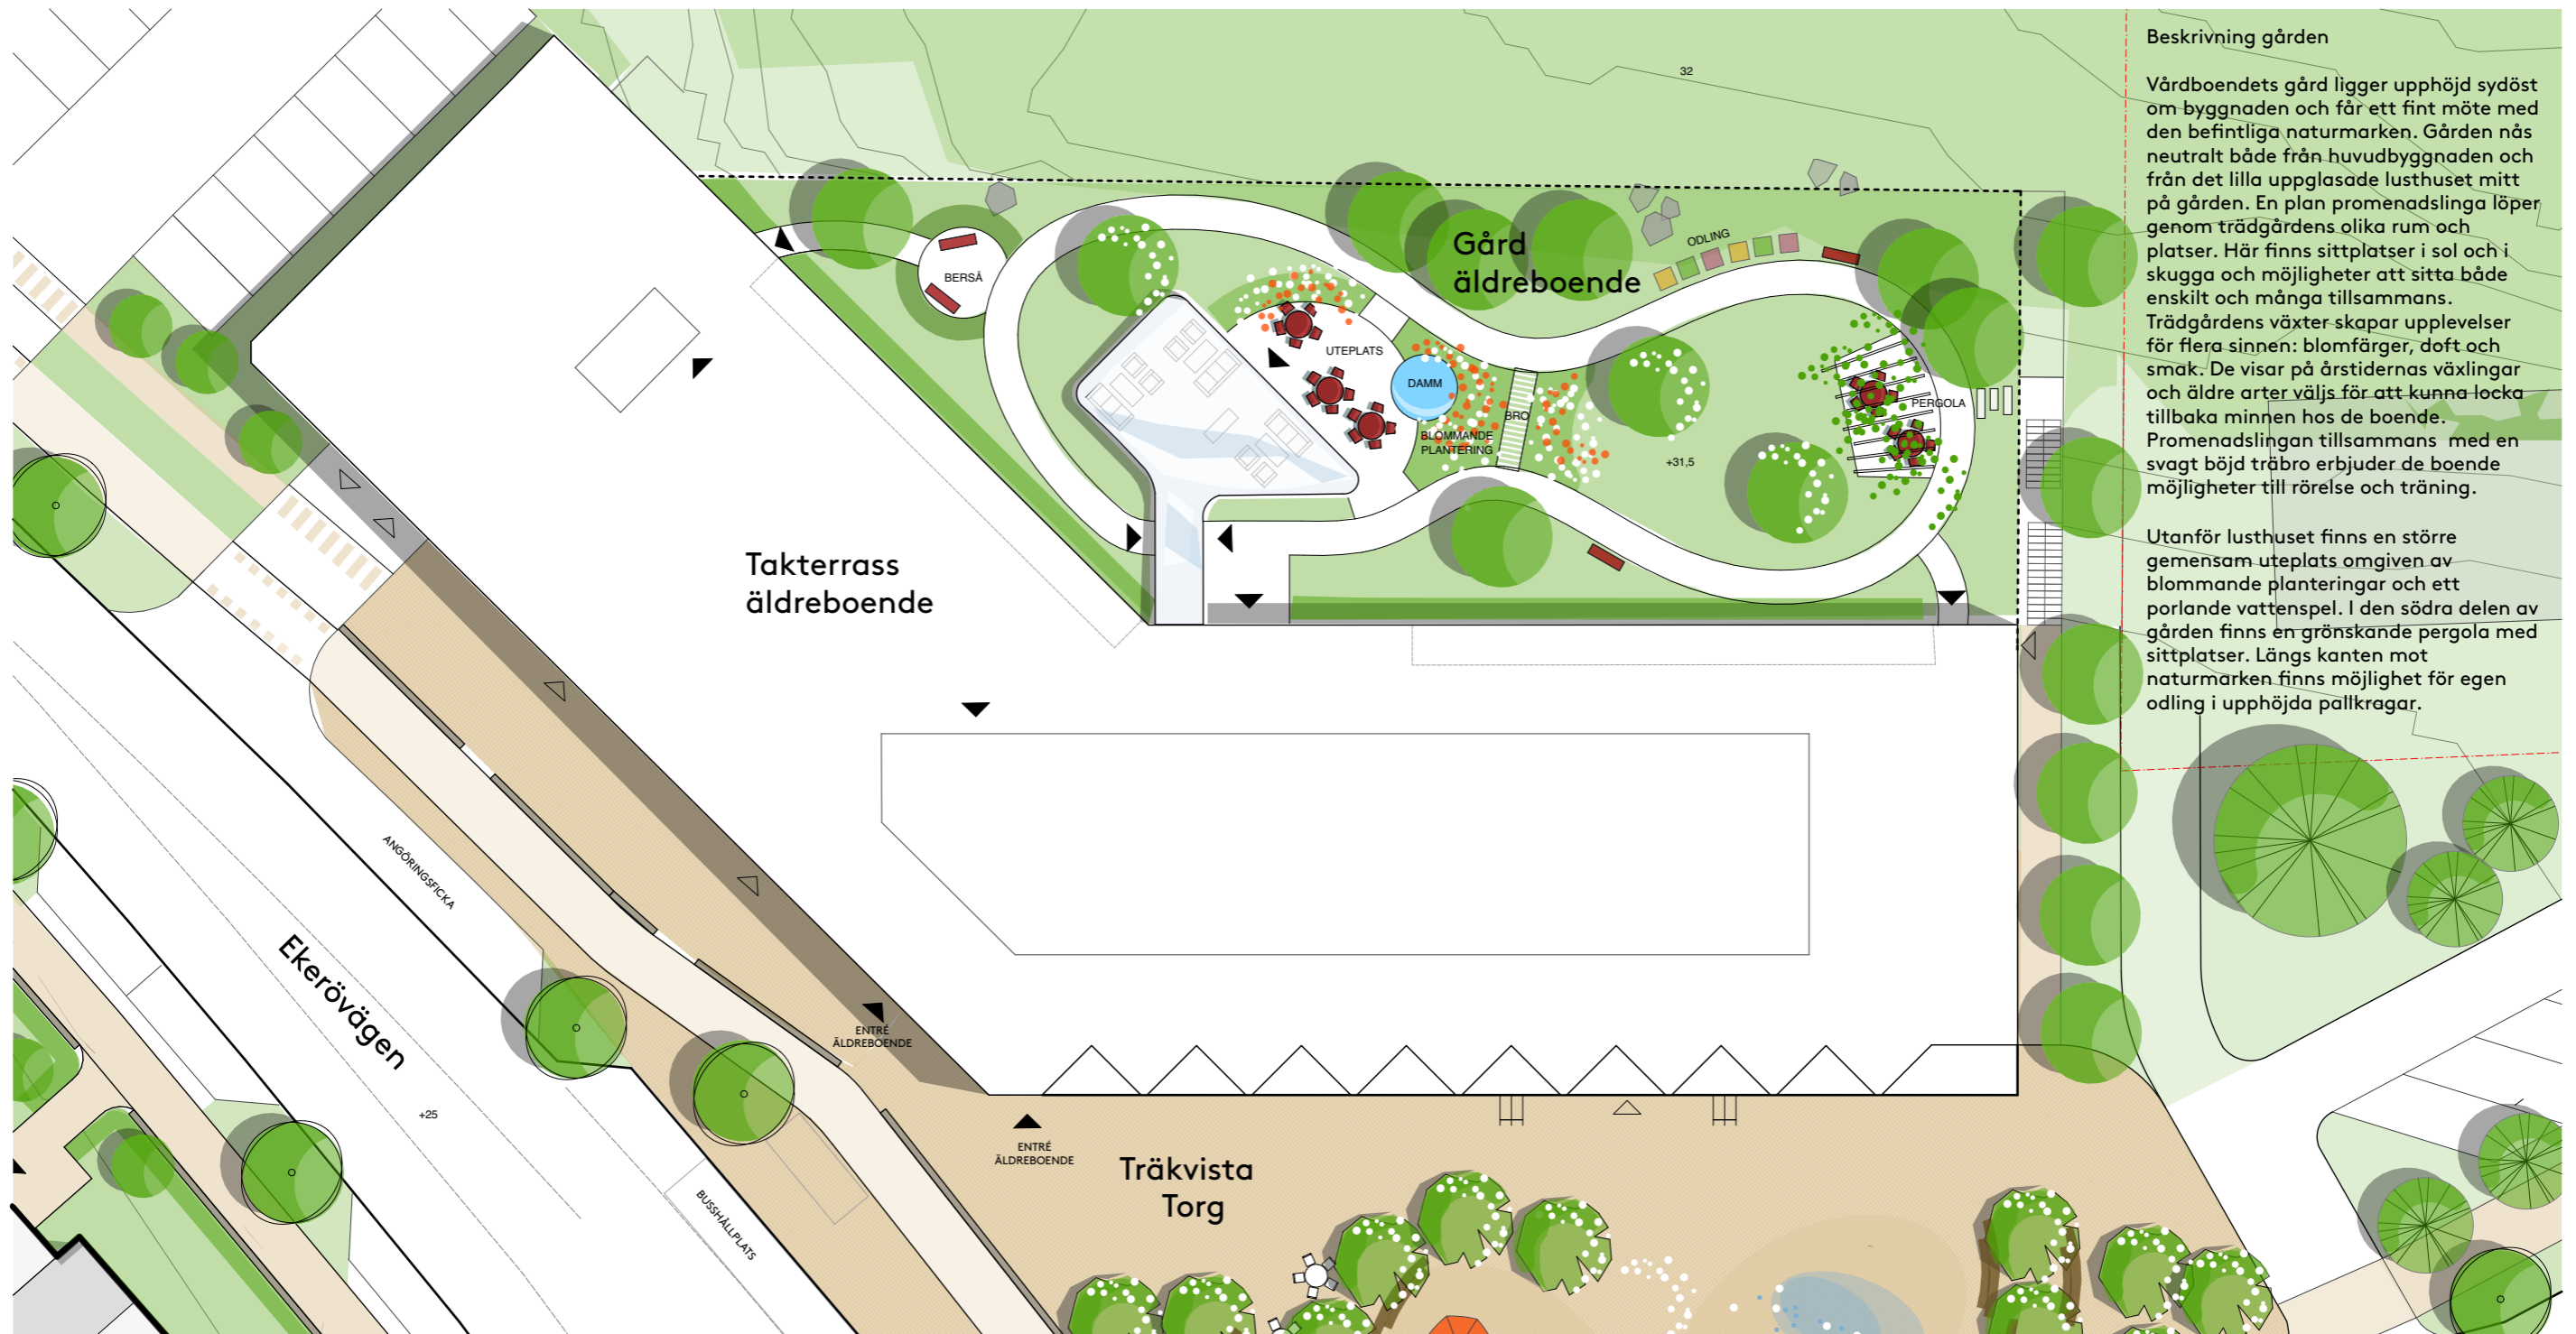 Beskrivning gården
Vårdboendets gård ligger upphöjd sydöst
om byggnaden och får ett fint möte med
den befintliga naturmarken. Gården nås
neutralt både från huvudbyggnaden och
från det lilla uppglasade lusthuset mitt
på gården. En plan promenadslinga löper
genom trädgårdens olika rum och
platser. Här finns sittplatser i sol och i
skugga och möjligheter att sitta både
enskilt och många tillsammans.
Trädgårdens växter skapar upplevelser
för flera sinnen: blomfärger, doft och
smak. De visar på årstidernas växlingar
och äldre arter väljs för att kunna locka
tillbaka minnen hos de boende.
Promenadslingan tillsammans med en
svagt böjd träbro erbjuder de boende
möjligheter till rörelse och träning.
Utanför lusthuset finns en större
gemensam uteplats omgiven av
blommande planteringar och ett
porlande vattenspel. I den södra delen av
gården finns en grönskande pergola med
sittplatser. Längs kanten mot
naturmarken finns möjlighet för egen
odling i upphöjda pallkragar.
32
Gård
äldreboende
ODLING
BERSÅ
UTEPLATS
DAMM
BRO
BLOMMANDE
PLANTERING
PERGOLA
+31,5
Takterrass
äldreboende
ANGÖRINGSFICKA
Ekerövägen
+25
ENTRÉ
ÄLDREBOENDE
ENTRÉ
ÄLDREBOENDE
BUSSHÅLLPLATS
Träkvista
Torg